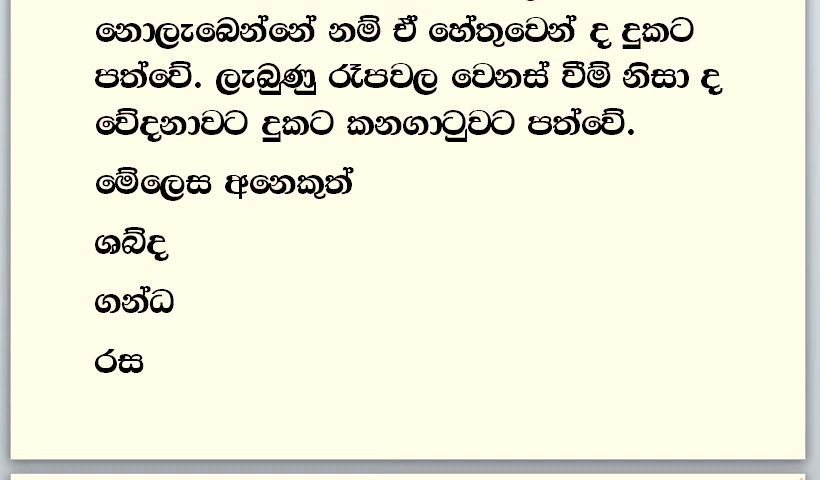 නොලැබෙන්නේ නම් ඒ හේතුවෙන් ද දුකට
පත්වේ. ලැබුණු රූපවල වෙනස් වීම් නිසා ද
වේදනාවට දුකට කනගාටුවට පත්වේ.
මේලෙස අනෙකුත්
ශබ්ද
ගන්ධ
රස